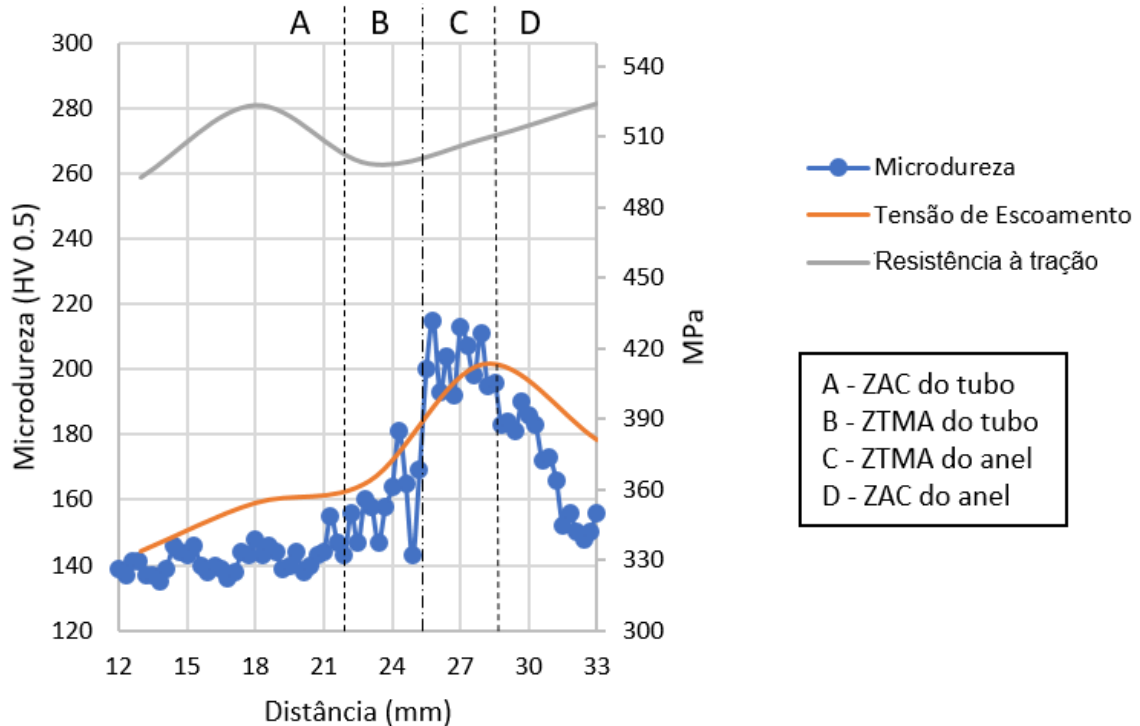 A B C D
300
280
260
240
220
200
180
160
140
120
Microdureza (HV 0.5)
12 15 18 21 24 27 30 33
Distância (mm)
540
510
480
450
420
390
360
330
300
MPa
Microdureza
Tensão de Escoamento
Resistência à tração
A - ZAC do tubo
B - ZTMA do tubo
C - ZTMA do anel
D - ZAC do anel